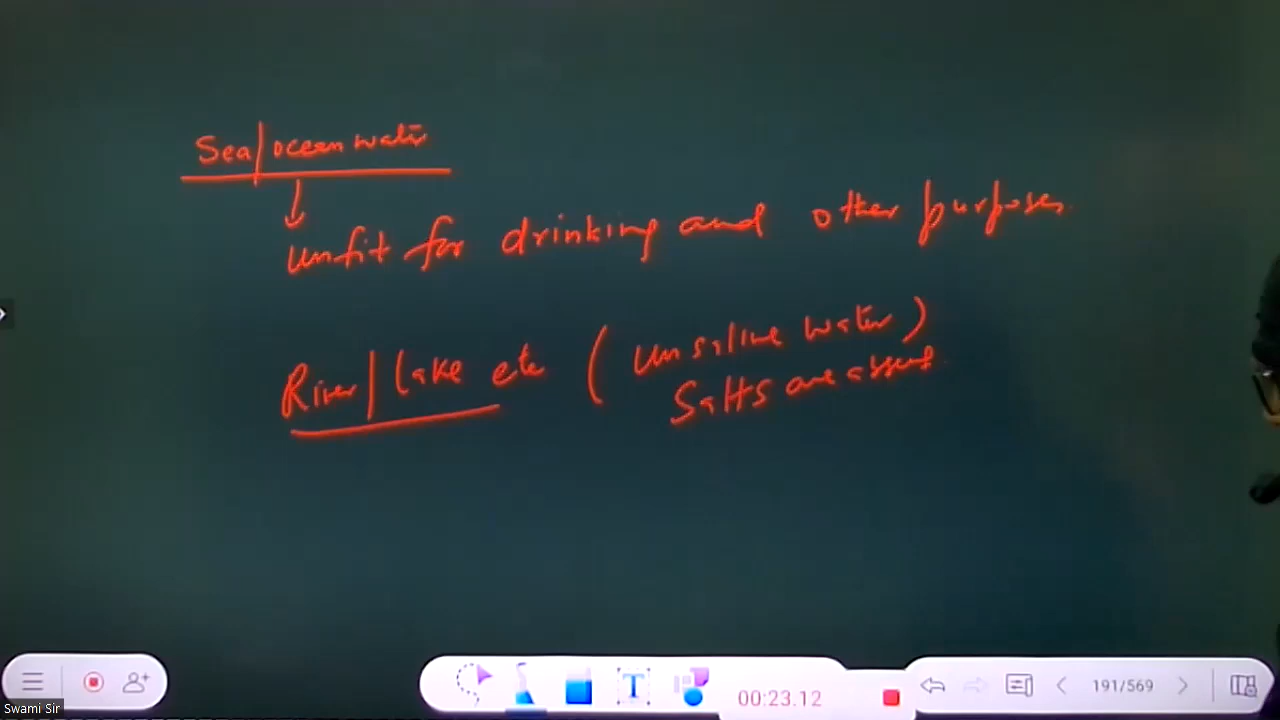 Sea/ocean water
unfit for drinking and other purposes
River/Lake etc (unsaline water)
Salts are absent
T
00:23.12
191/569
Swami Sir